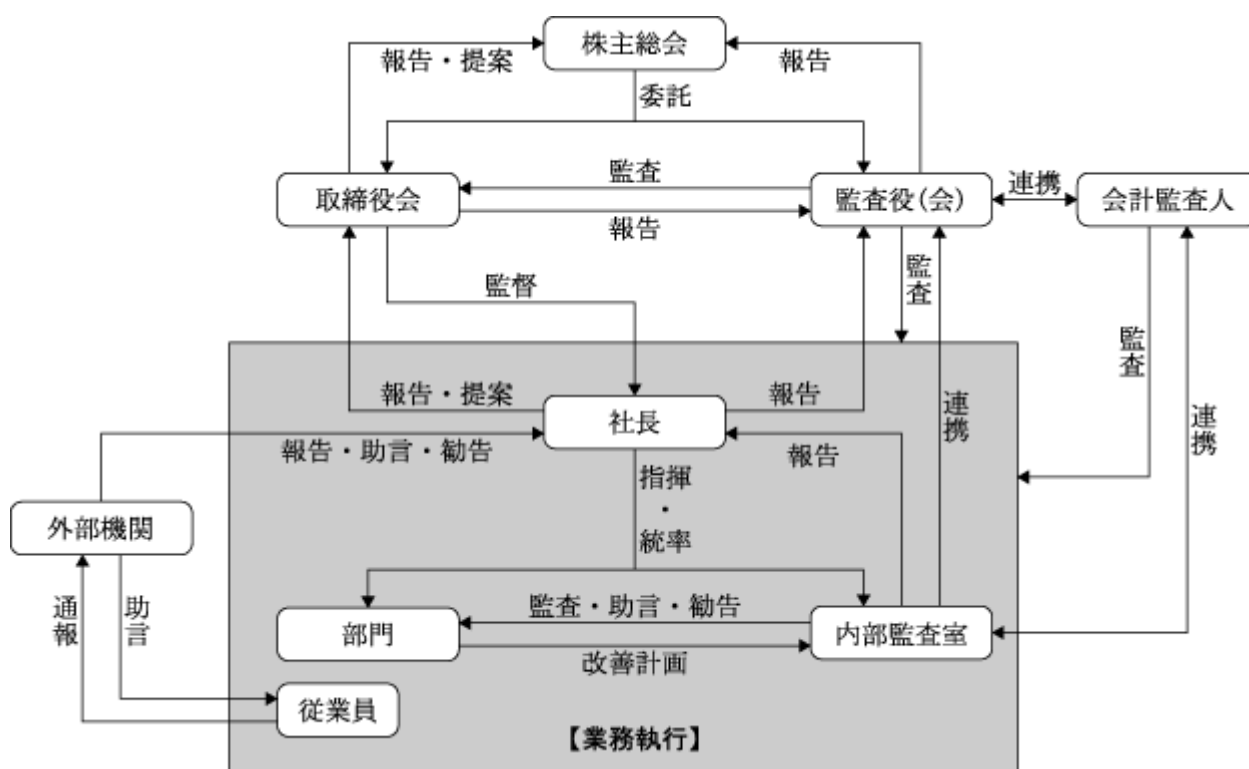 株主総会
報告・提案
報告
委託
取締役会
監査
監査役(会)
連携
会計監査人
報告
監督
監査
監査
報告・提案
報告
連携
連携
社長
報告・助言・勧告
報告
指揮
・
統率
外部機関
通報
助言
監査・助言・勧告
部門
内部監査室
改善計画
従業員
【業務執行】